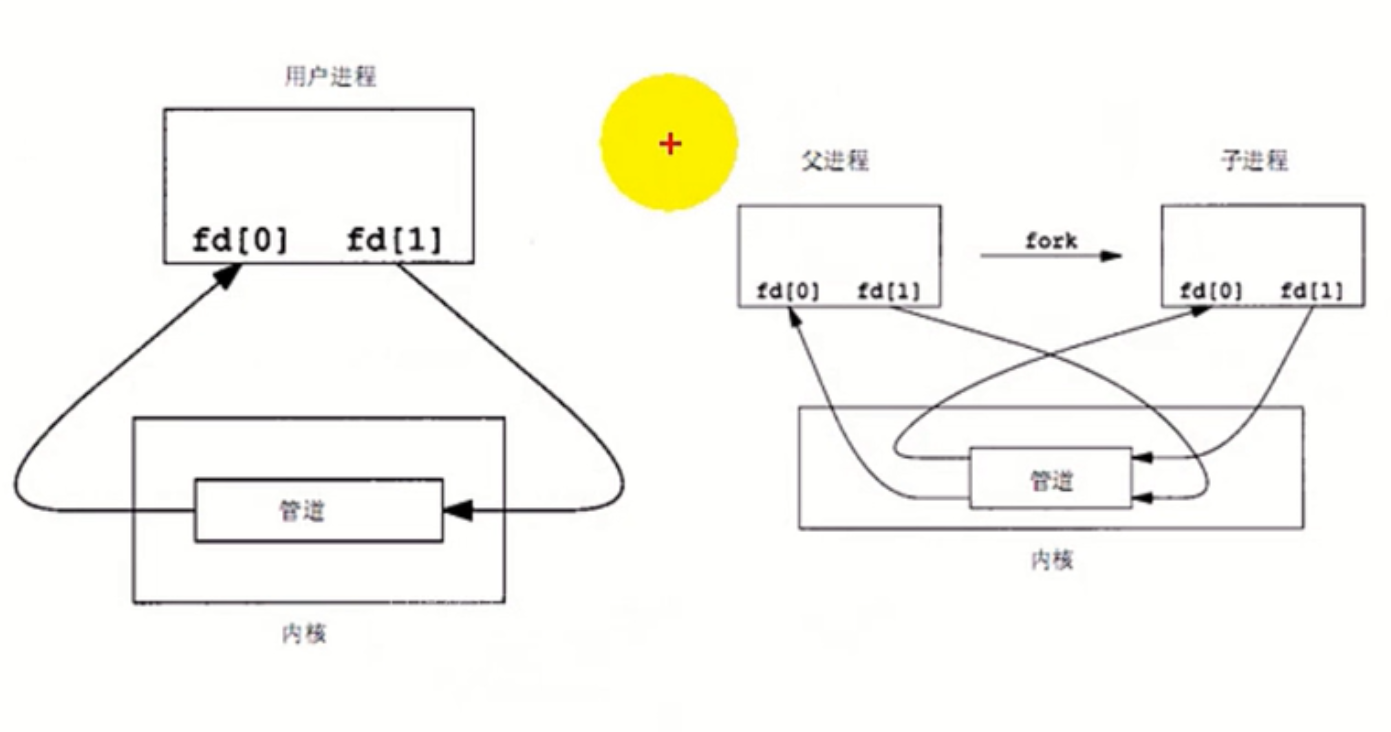 用户进程
fd[0] fd[1]
管道
内核
父进程 子进程
fork
fd[0] fd[1] fd[0] fd[1]
管道
内核